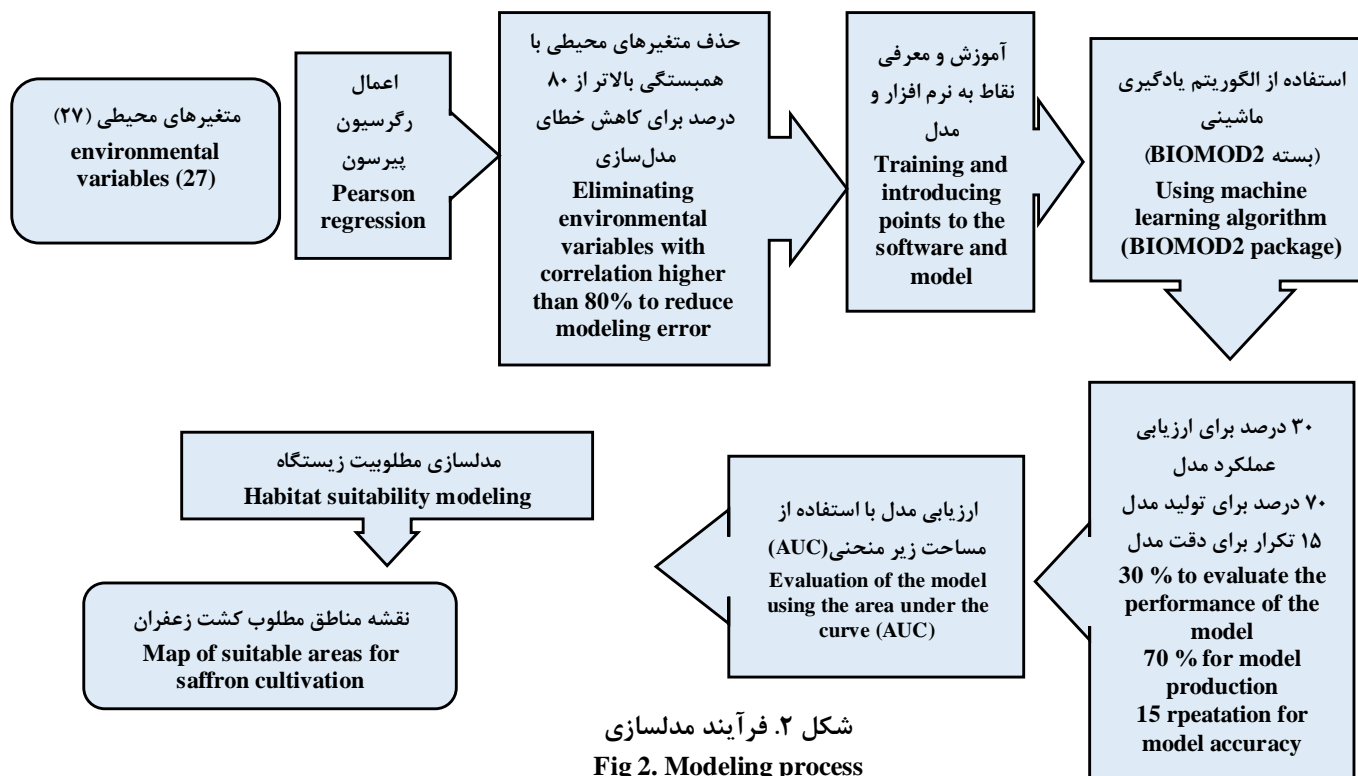 متغیرهای محیطی (۲۷)
environmental
variables (27)
اعمال
رگرسیون
پیرسون
Pearson
regression
حذف متغیرهای محیطی با
همبستگی بالاتر از ۸۰
درصد برای کاهش خطای
مدل‌سازی
Eliminating
environmental
variables with
correlation higher
than 80% to reduce
modeling error
آموزش و معرفی
نقاط به نرم افزار و
مدل
Training and
introducing
points to the
software and
model
استفاده از الگوریتم یادگیری
ماشینی
(بسته BIOMOD2)
Using machine
learning algorithm
(BIOMOD2 package)
۳۰ درصد برای ارزیابی
عملکرد مدل
۷۰ درصد برای تولید مدل
۱۵ تکرار برای دقت مدل
30 % to evaluate the
performance of the
model
70 % for model
production
15 rpeatation for
model accuracy
ارزیابی مدل با استفاده از
مساحت زیر منحنی(AUC)
Evaluation of the model
using the area under the
curve (AUC)
مدلسازی مطلوبیت زیستگاه
Habitat suitability modeling
نقشه مناطق مطلوب کشت زعفران
Map of suitable areas for
saffron cultivation
شکل ۲. فرآیند مدلسازی
Fig 2. Modeling process